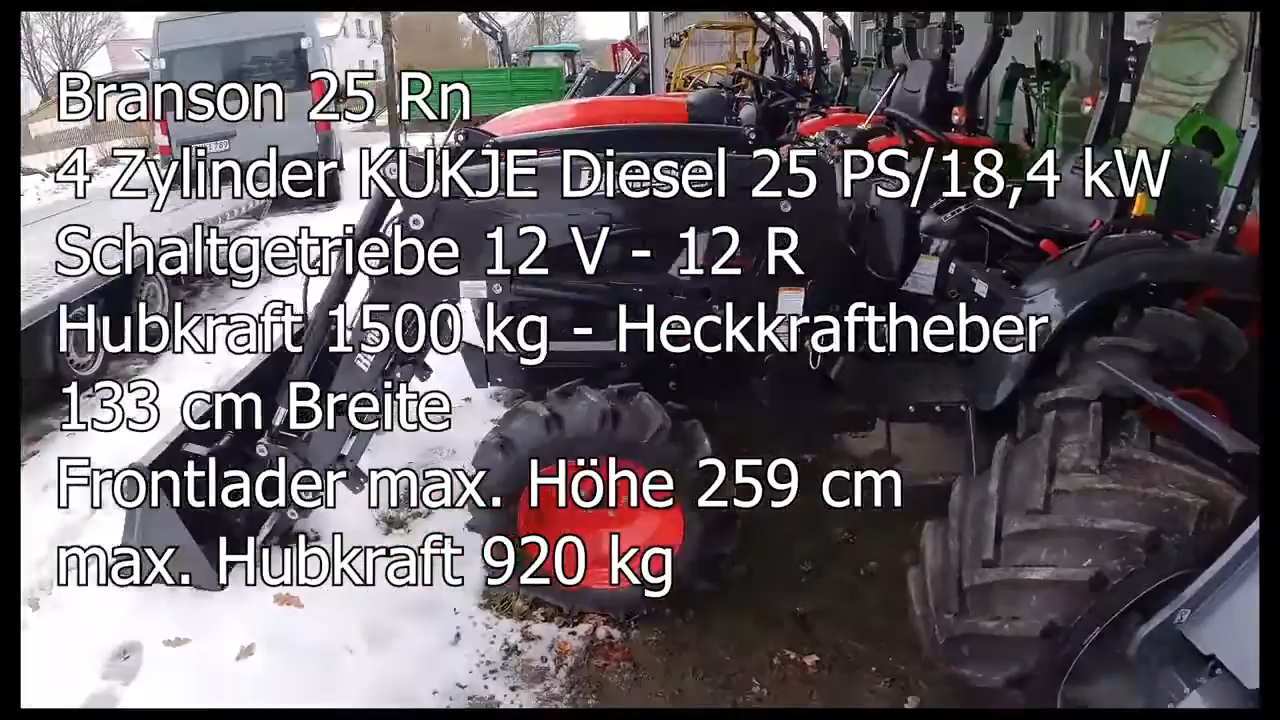 Branson 25 Rn
4 Zylinder KUKJE Diesel 25 PS/18,4 kW
Schaltgetriebe 12 V - 12 R
Hubkraft 1500 kg - Heckkraftheber
133 cm Breite
Frontlader max. Höhe 259 cm
max. Hubkraft 920 kg